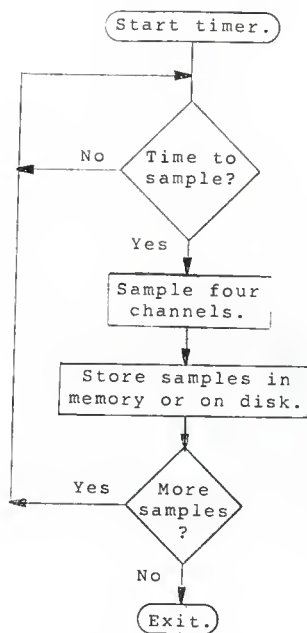 Start timer.
No
Time to
sample?
Yes
Sample four
channels.
Store samples in
memory or on disk.
Yes
More
samples
?
No
Exit.